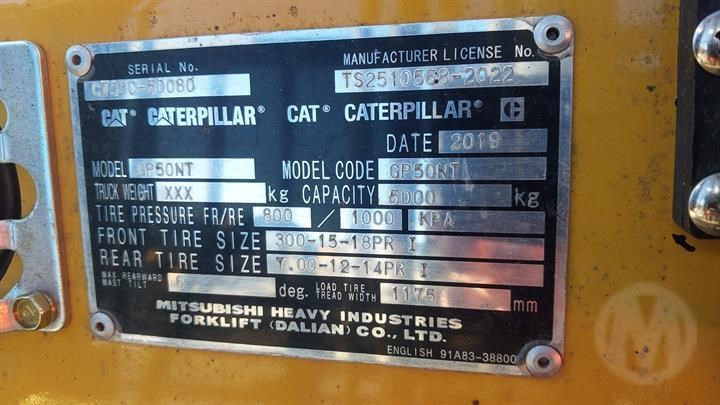 SERIAL No.
MANUFACTURER LICENSE No.
TS2510568-2022
CAT CATERPILLAR® CAT® CATERPILLAR® C
DATE 2019
MODEL GP50NT MODEL CODE GP50NT
TRUCK WEIGHT XXX kg CAPACITY 5000 kg
TIRE PRESSURE FR/RE 800 / 1000 KPA
FRONT TIRE SIZE 300-15-18PR I
REAR TIRE SIZE 7.00-12-14PR I
MAX REARWARD MAST TILT 6 deg. LOAD TIRE TREAD WIDTH 1175 mm
MITSUBISHI HEAVY INDUSTRIES
FORKLIFT (DALIAN) CO., LTD.
ENGLISH 91A83-38800
M